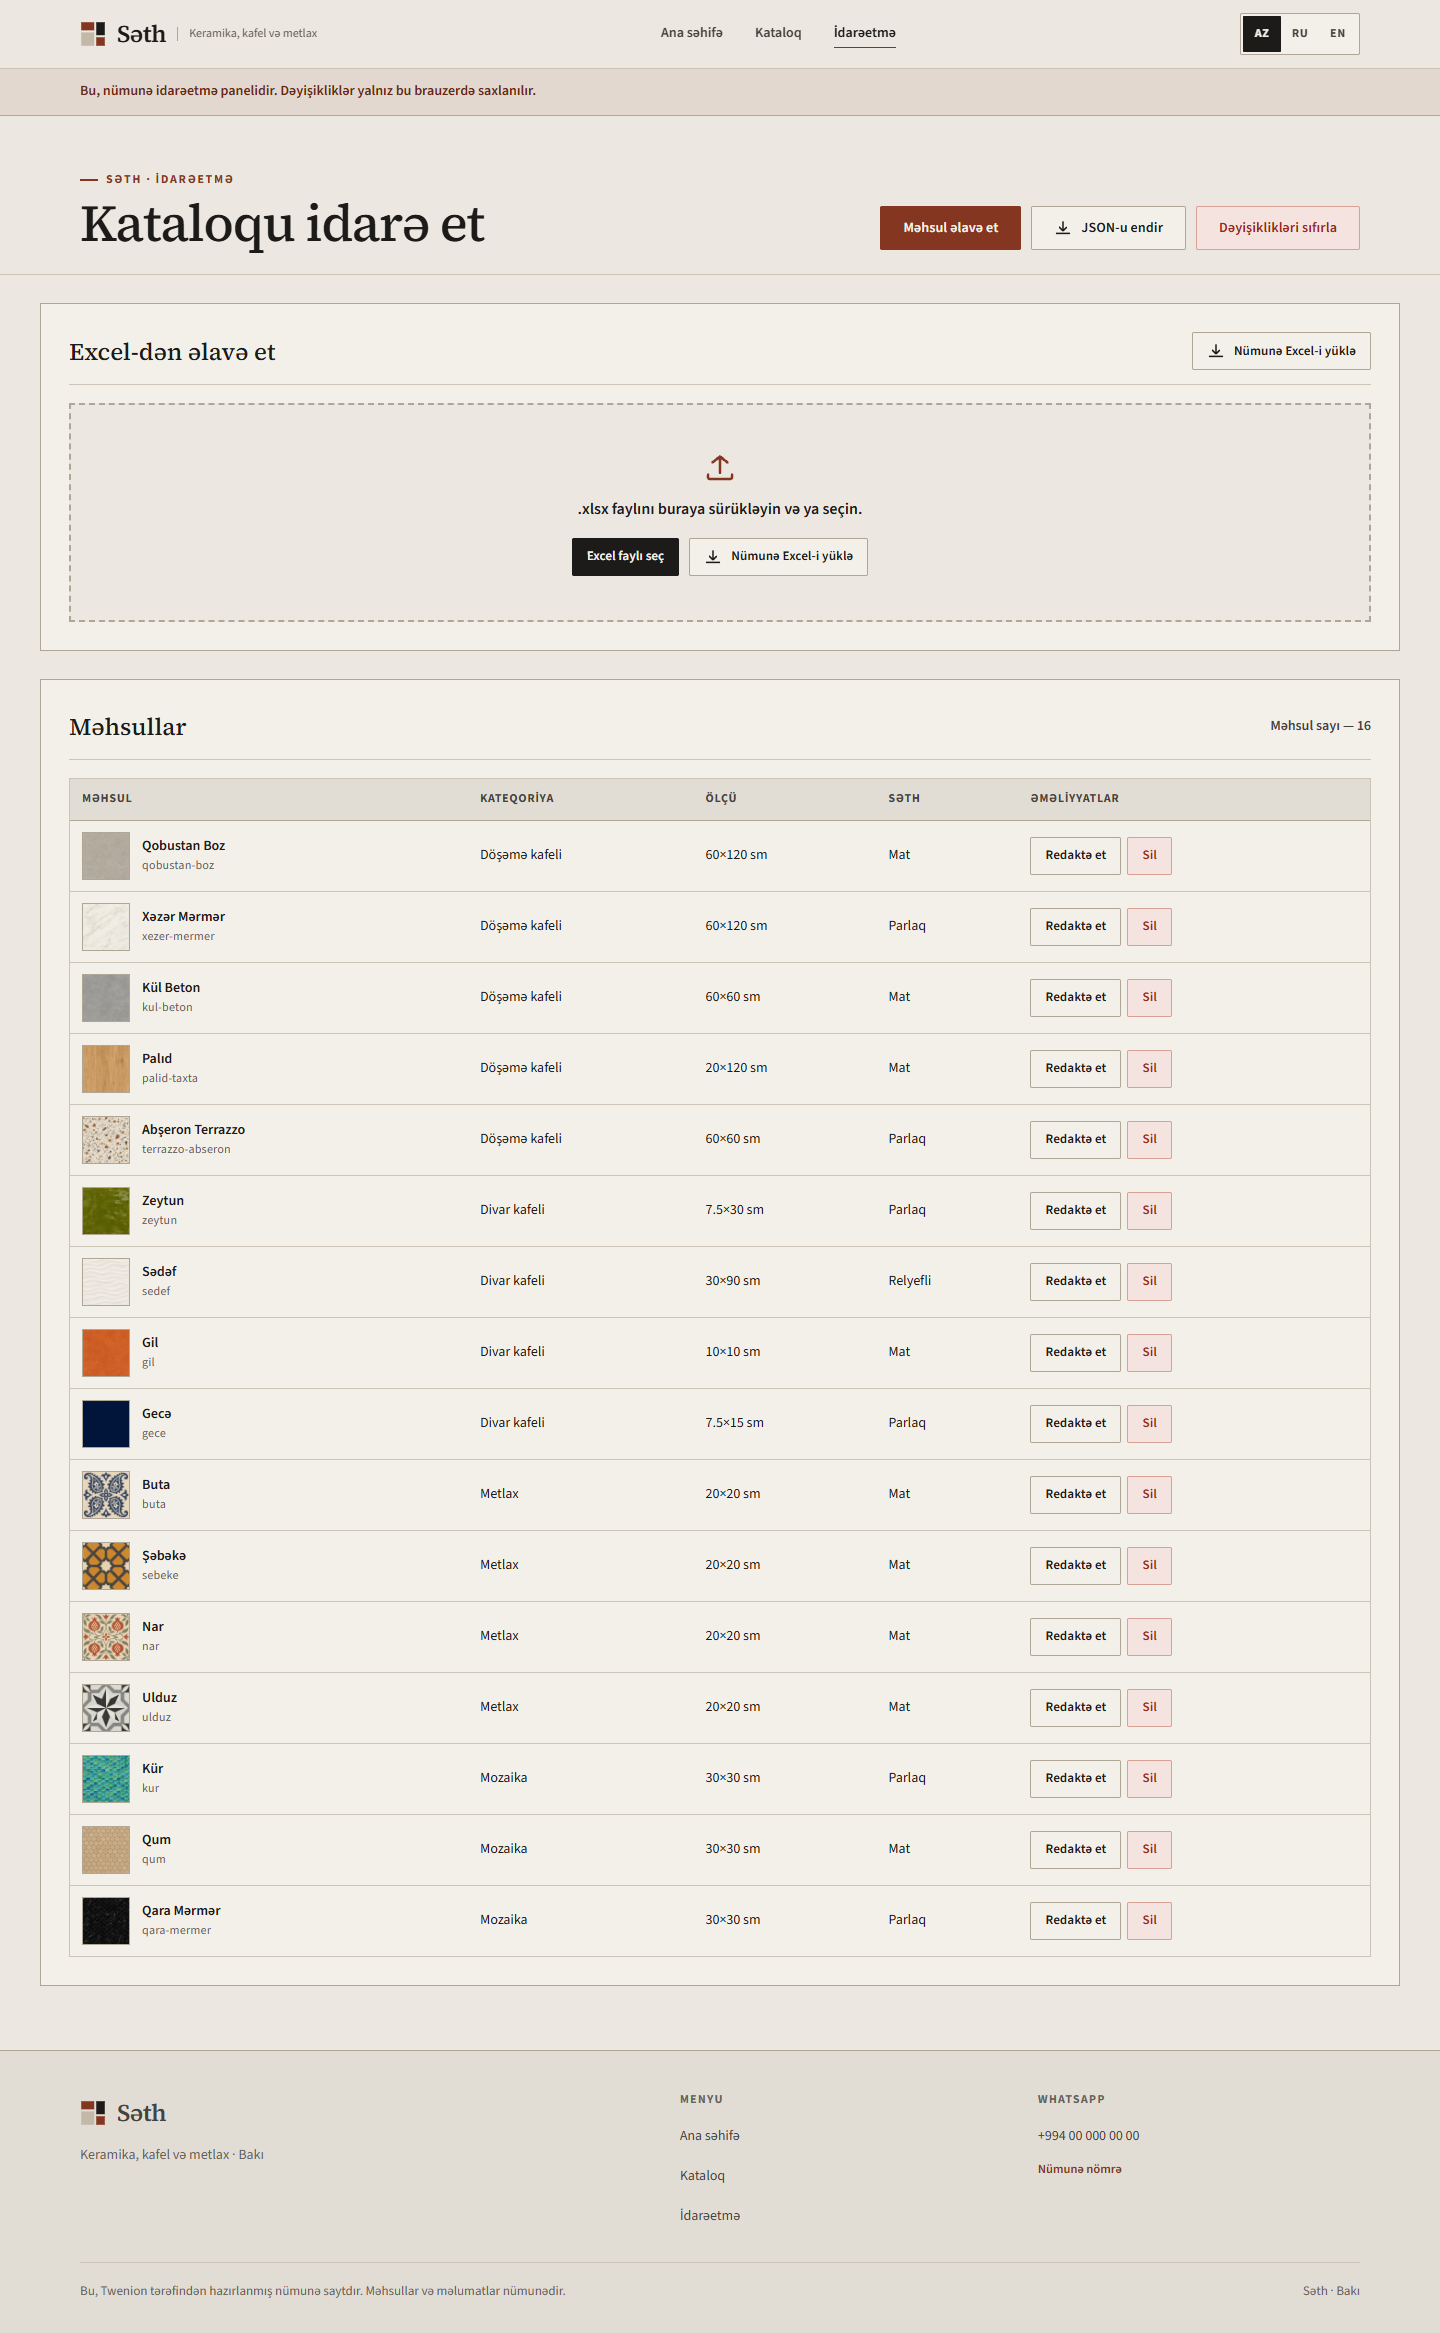 Səth
Keramika, kafel və metlax
Ana səhifə
Kataloq
İdarəetmə
AZ
RU
EN
Bu, nümunə idarəetmə panelidir. Dəyişikliklər yalnız bu brauzerdə saxlanılır.
SƏTH · İDARƏETMƏ
Kataloqu idarə et
Məhsul əlavə et
JSON-u endir
Dəyişiklikləri sıfırla
Excel-dən əlavə et
Nümunə Excel-i yüklə
.xlsx faylını buraya sürükləyin və ya seçin.
Excel faylı seç
Nümunə Excel-i yüklə
Məhsullar
Məhsul sayı — 16
MƏHSUL KATEQORİYA ÖLÇÜ SƏTH ƏMƏLİYYATLAR
Qobustan Boz
qobustan-boz
Döşəmə kafeli 60×120 sm Mat Redaktə et Sil
Xəzər Mərmər
xezer-mermer
Döşəmə kafeli 60×120 sm Parlaq Redaktə et Sil
Kül Beton
kul-beton
Döşəmə kafeli 60×60 sm Mat Redaktə et Sil
Palıd
palid-taxta
Döşəmə kafeli 20×120 sm Mat Redaktə et Sil
Abşeron Terrazzo
terrazzo-abseron
Döşəmə kafeli 60×60 sm Parlaq Redaktə et Sil
Zeytun
zeytun
Divar kafeli 7.5×30 sm Parlaq Redaktə et Sil
Sədəf
sedef
Divar kafeli 30×90 sm Relyefli Redaktə et Sil
Gil
gil
Divar kafeli 10×10 sm Mat Redaktə et Sil
Gecə
gece
Divar kafeli 7.5×15 sm Parlaq Redaktə et Sil
Buta
buta
Metlax 20×20 sm Mat Redaktə et Sil
Şəbəkə
sebeke
Metlax 20×20 sm Mat Redaktə et Sil
Nar
nar
Metlax 20×20 sm Mat Redaktə et Sil
Ulduz
ulduz
Metlax 20×20 sm Mat Redaktə et Sil
Kür
kur
Mozaika 30×30 sm Parlaq Redaktə et Sil
Qum
qum
Mozaika 30×30 sm Mat Redaktə et Sil
Qara Mərmər
qara-mermer
Mozaika 30×30 sm Parlaq Redaktə et Sil
Səth
Keramika, kafel və metlax · Bakı
MENYU
Ana səhifə
Kataloq
İdarəetmə
WHATSAPP
+994 00 000 00 00
Nümunə nömrə
Bu, Twenion tərəfindən hazırlanmış nümunə saytdır. Məhsullar və məlumatlar nümunədir.
Səth · Bakı